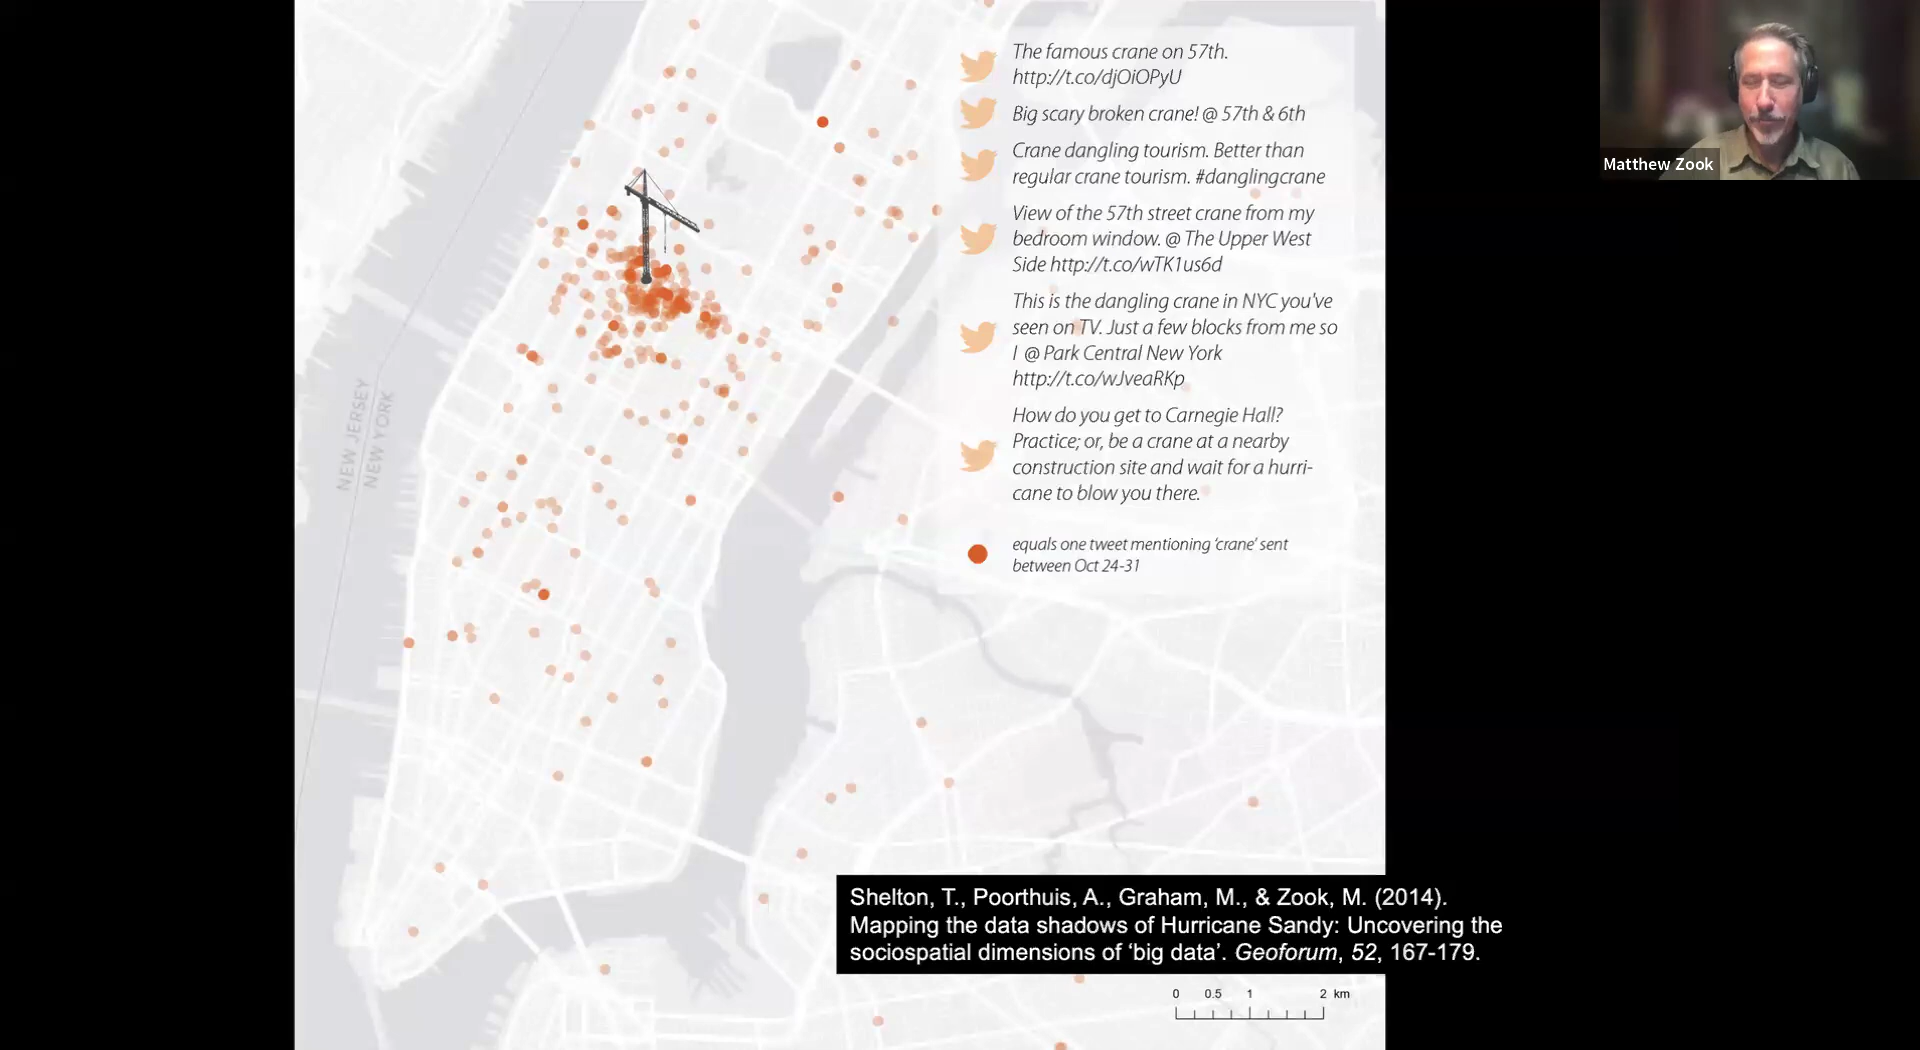 The famous crane on 57th.
http://t.co/djOiOPyU
Big scary broken crane! @ 57th & 6th
Crane dangling tourism. Better than
regular crane tourism. #danglingcrane
View of the 57th street crane from my
bedroom window. @ The Upper West
Side http://t.co/wTK1us6d
This is the dangling crane in NYC you've
seen on TV. Just a few blocks from me so
I @ Park Central New York
http://t.co/wJveaRKp
How do you get to Carnegie Hall?
Practice; or, be a crane at a nearby
construction site and wait for a hurri-
cane to blow you there.
equals one tweet mentioning ‘crane’ sent
between Oct 24-31
NEW JERSEY
NEW YORK
Shelton, T., Poorthuis, A., Graham, M., & Zook, M. (2014).
Mapping the data shadows of Hurricane Sandy: Uncovering the
sociospatial dimensions of ‘big data’. Geoforum, 52, 167-179.
0 0.5 1 2 km
Matthew Zook